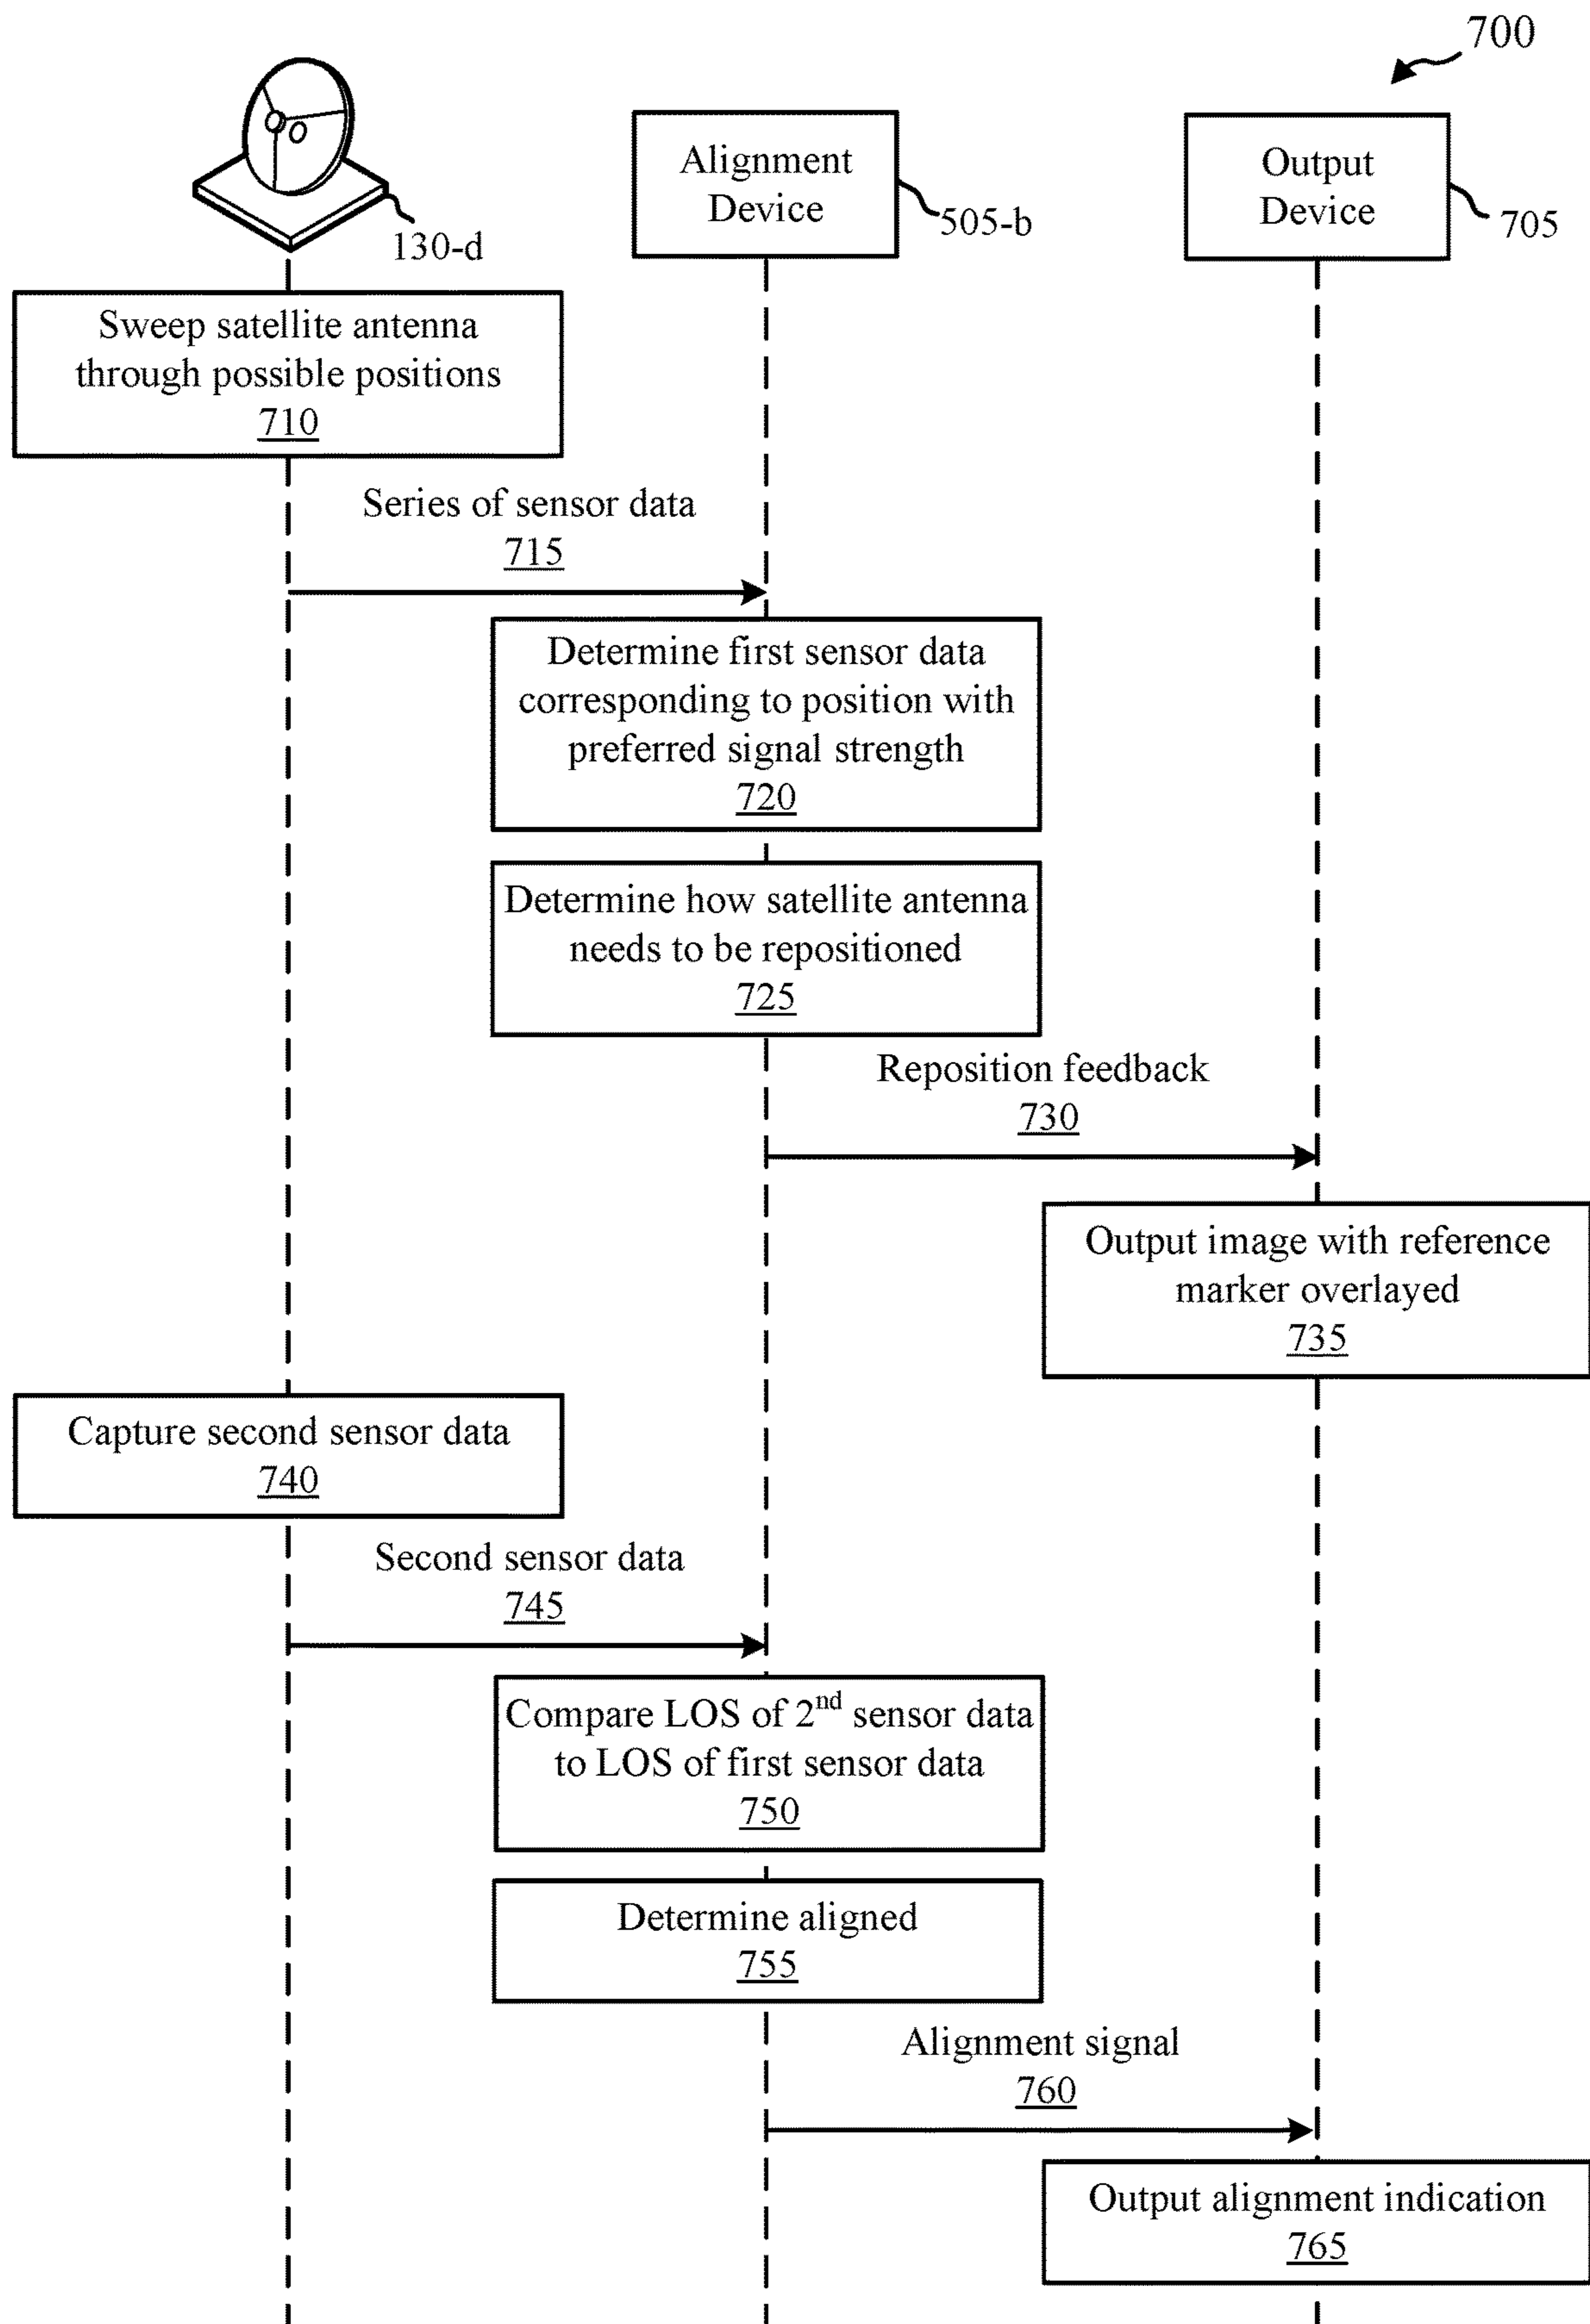 700
Alignment
Device
Output
Device
130-d
505-b
705
Sweep satellite antenna
through possible positions
710
Series of sensor data
715
Determine first sensor data
corresponding to position with
preferred signal strength
720
Determine how satellite antenna
needs to be repositioned
725
Reposition feedback
730
Output image with reference
marker overlayed
735
Capture second sensor data
740
Second sensor data
745
Compare LOS of 2nd sensor data
to LOS of first sensor data
750
Determine aligned
755
Alignment signal
760
Output alignment indication
765